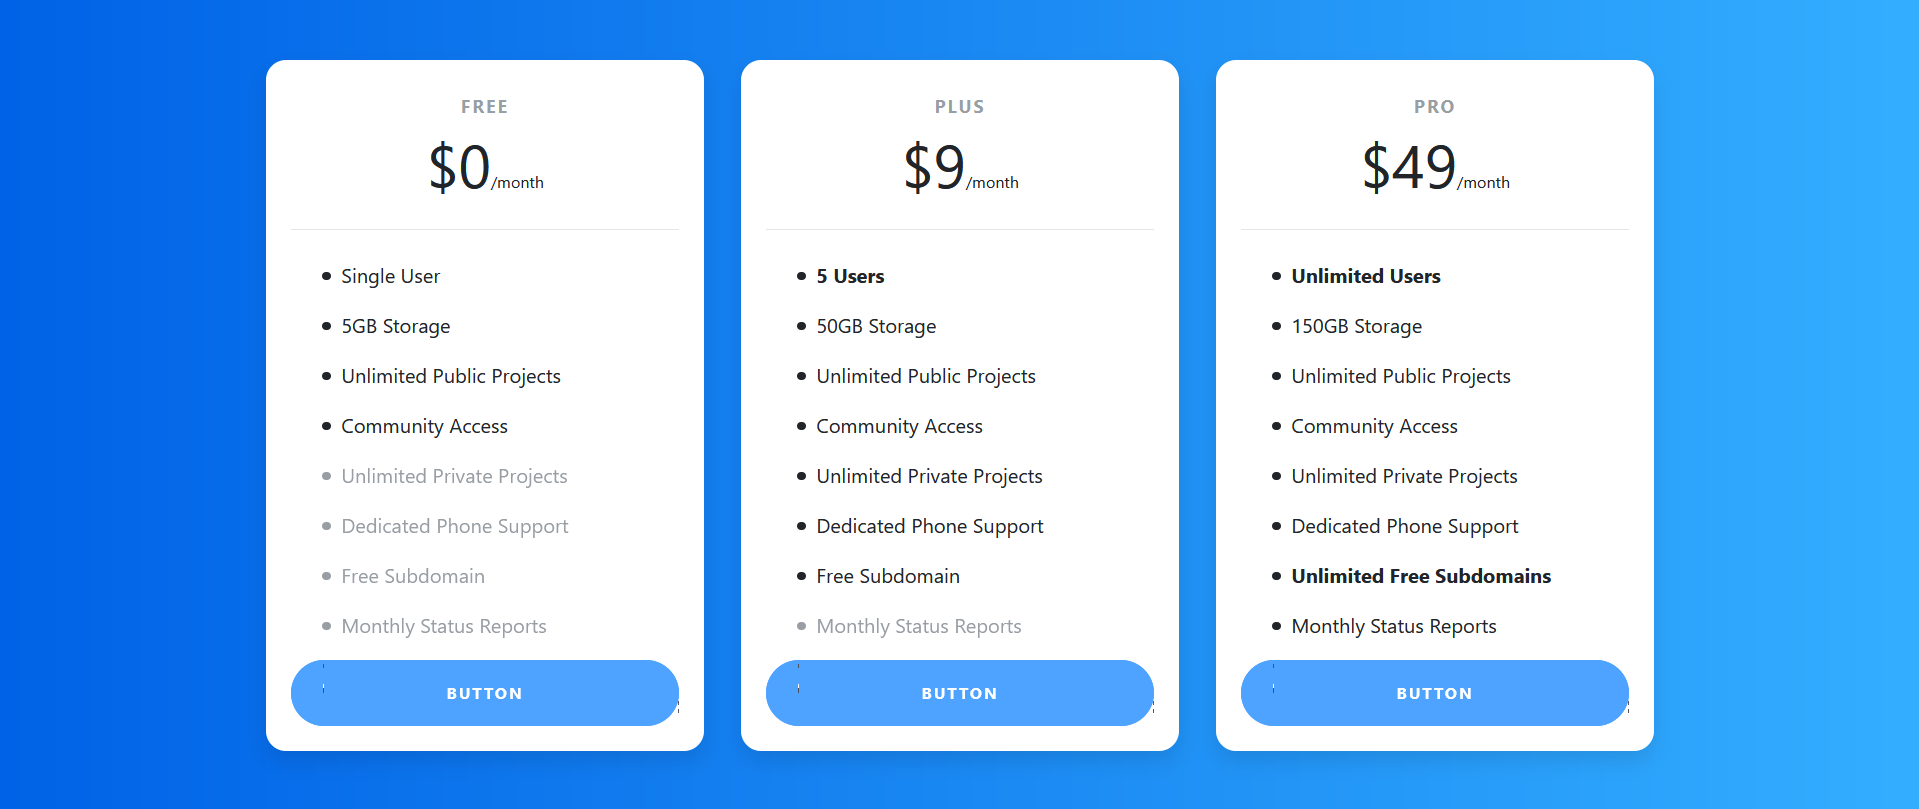 FREE
$0/month
Single User
5GB Storage
Unlimited Public Projects
Community Access
Unlimited Private Projects
Dedicated Phone Support
Free Subdomain
Monthly Status Reports
BUTTON
PLUS
$9/month
5 Users
50GB Storage
Unlimited Public Projects
Community Access
Unlimited Private Projects
Dedicated Phone Support
Free Subdomain
Monthly Status Reports
BUTTON
PRO
$49/month
Unlimited Users
150GB Storage
Unlimited Public Projects
Community Access
Unlimited Private Projects
Dedicated Phone Support
Unlimited Free Subdomains
Monthly Status Reports
BUTTON